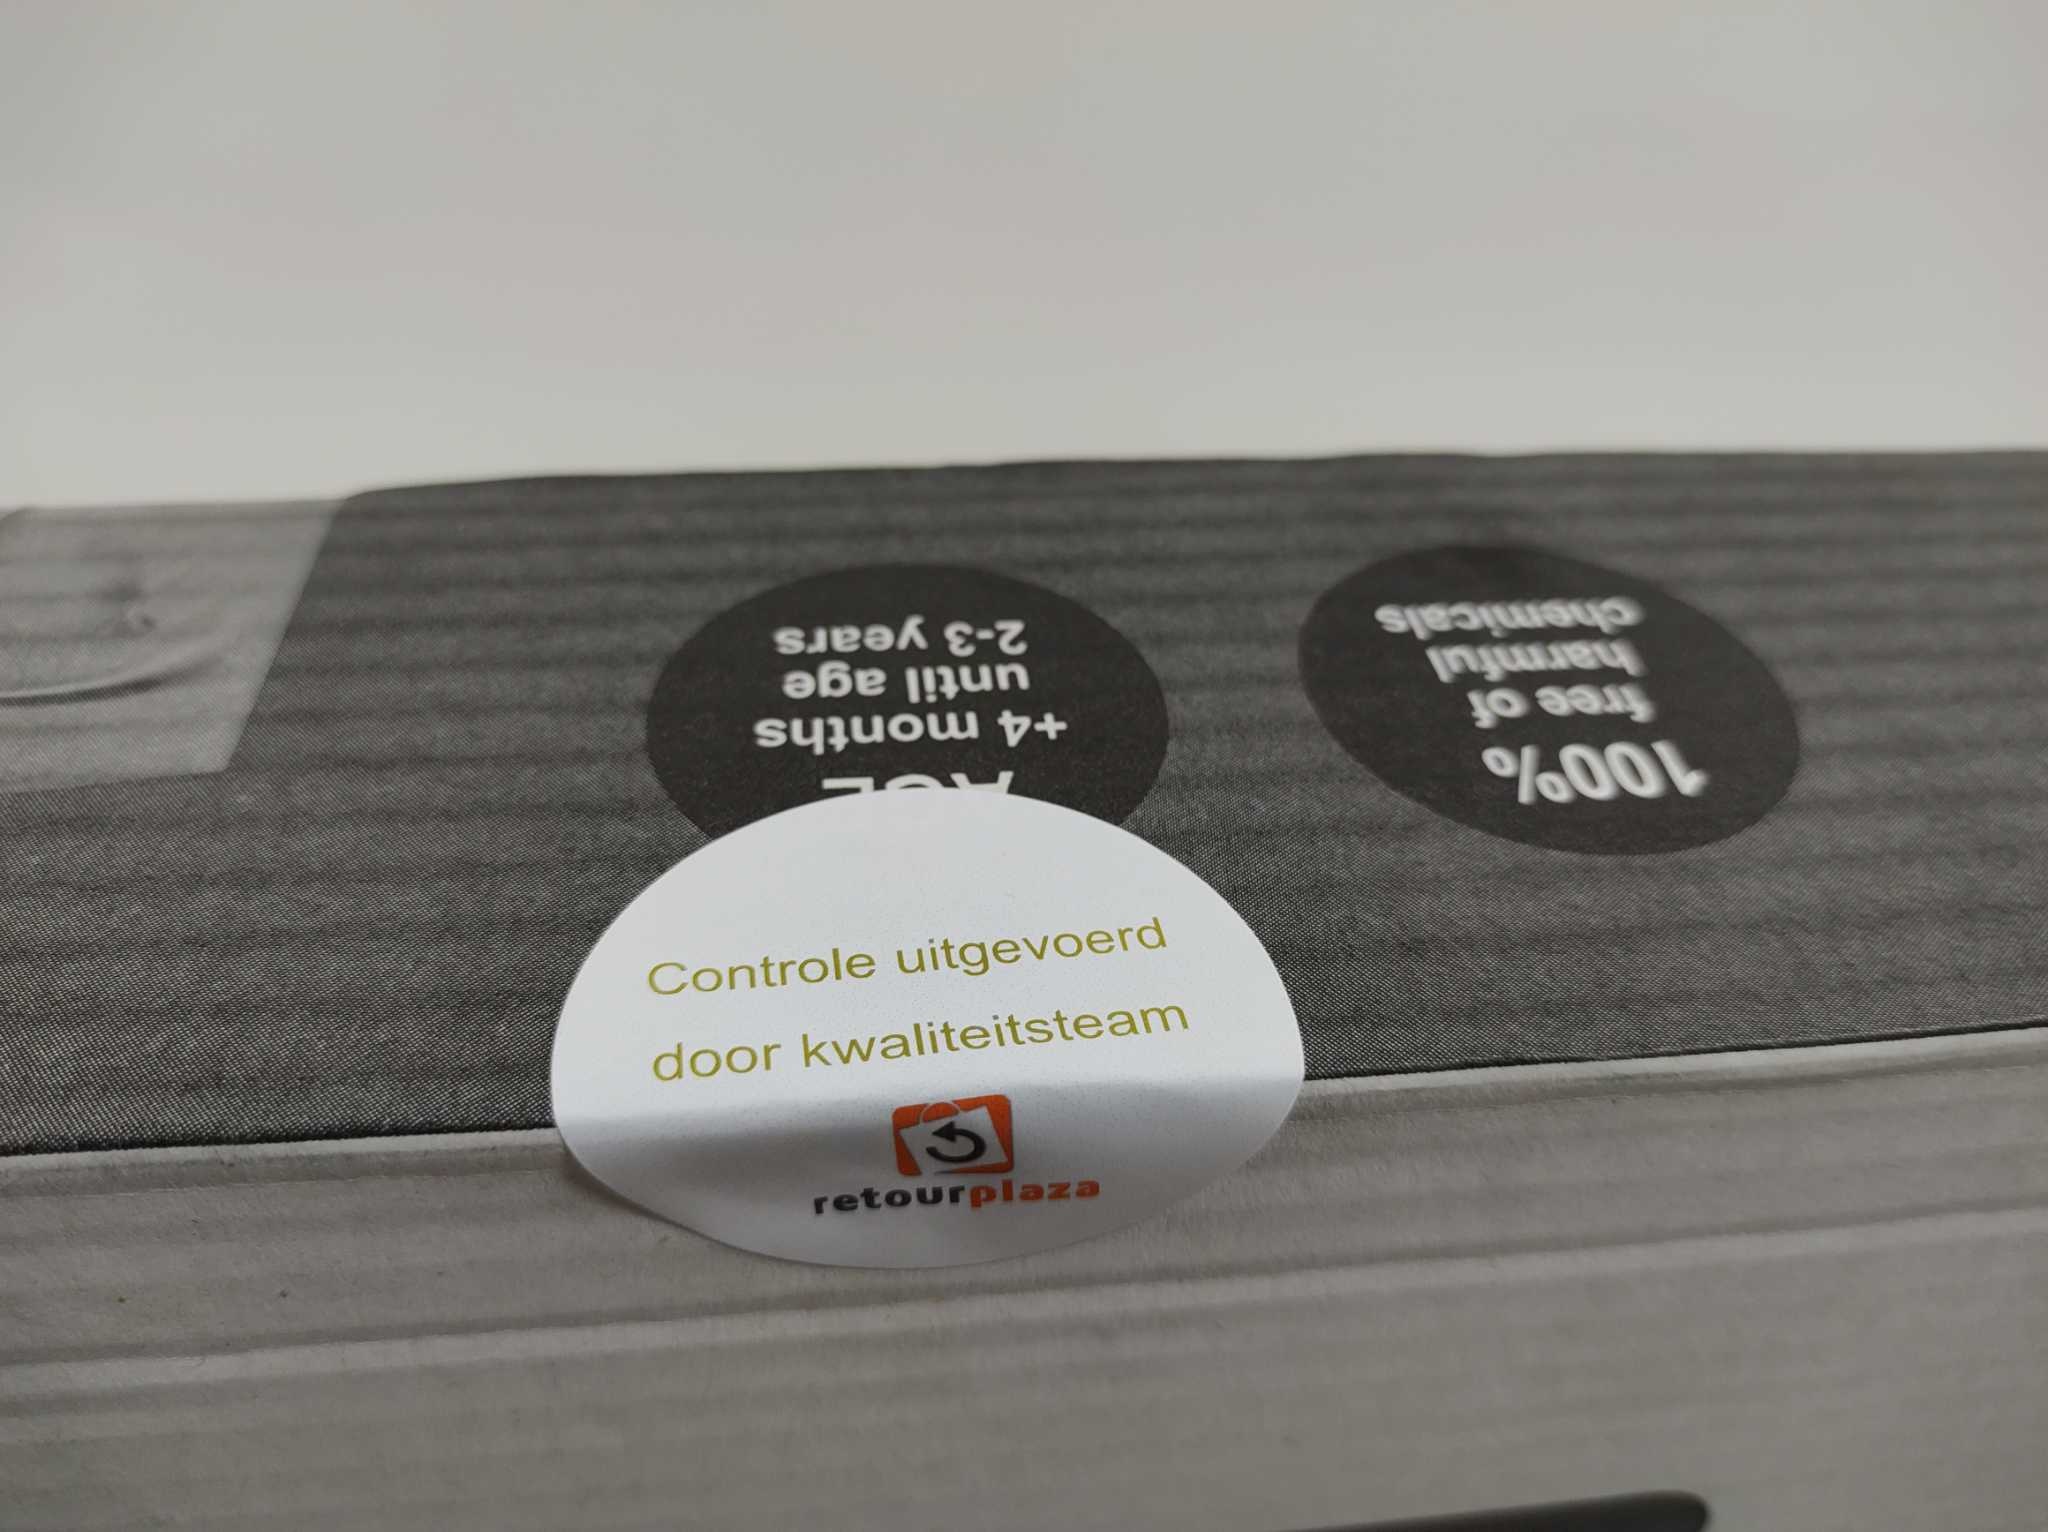 AGE
+4 months
until age
2-3 years
100%
free of
harmful
chemicals
Controle uitgevoerd
door kwaliteitsteam
retourplaza